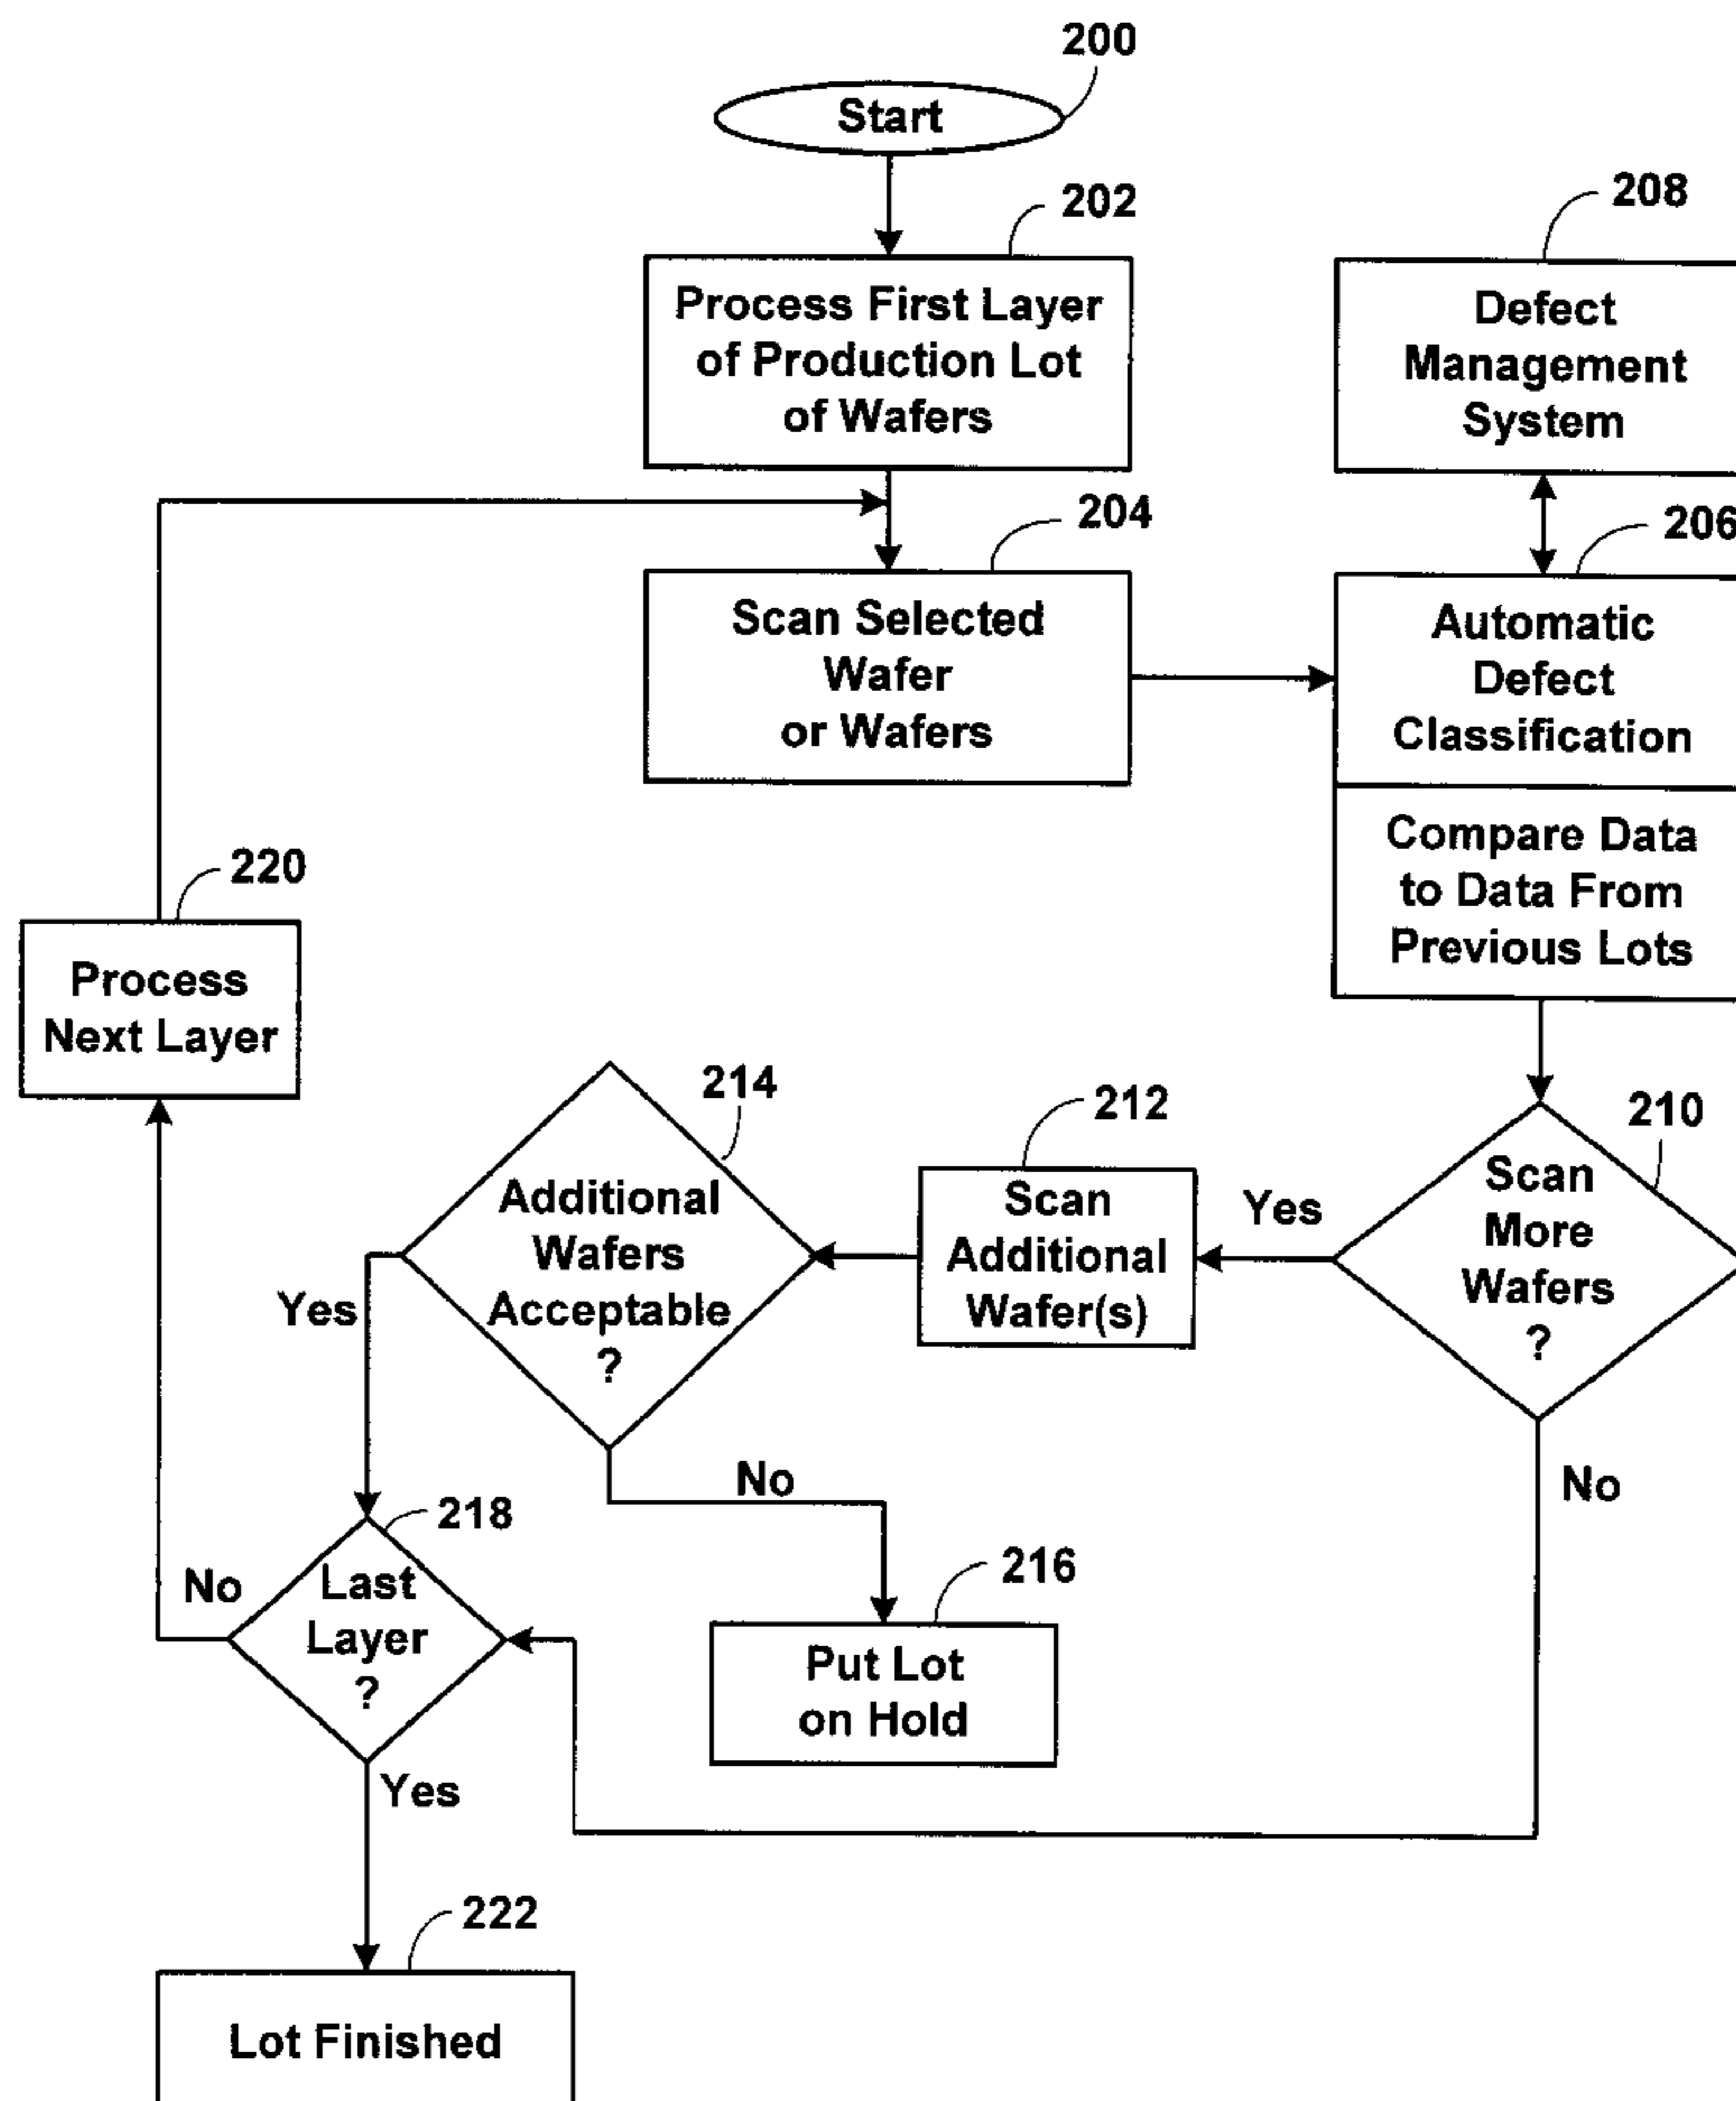 200
Start
202
Process First Layer
of Production Lot
of Wafers
208
Defect
Management
System
204
Scan Selected
Wafer
or Wafers
206
Automatic
Defect
Classification
Compare Data
to Data From
Previous Lots
220
Process
Next Layer
214
Additional
Wafers
Acceptable
?
212
Scan
Additional
Wafer(s)
Yes
210
Scan
More
Wafers
?
Yes
No
No
218
Last
Layer
?
No
216
Put Lot
on Hold
Yes
222
Lot Finished